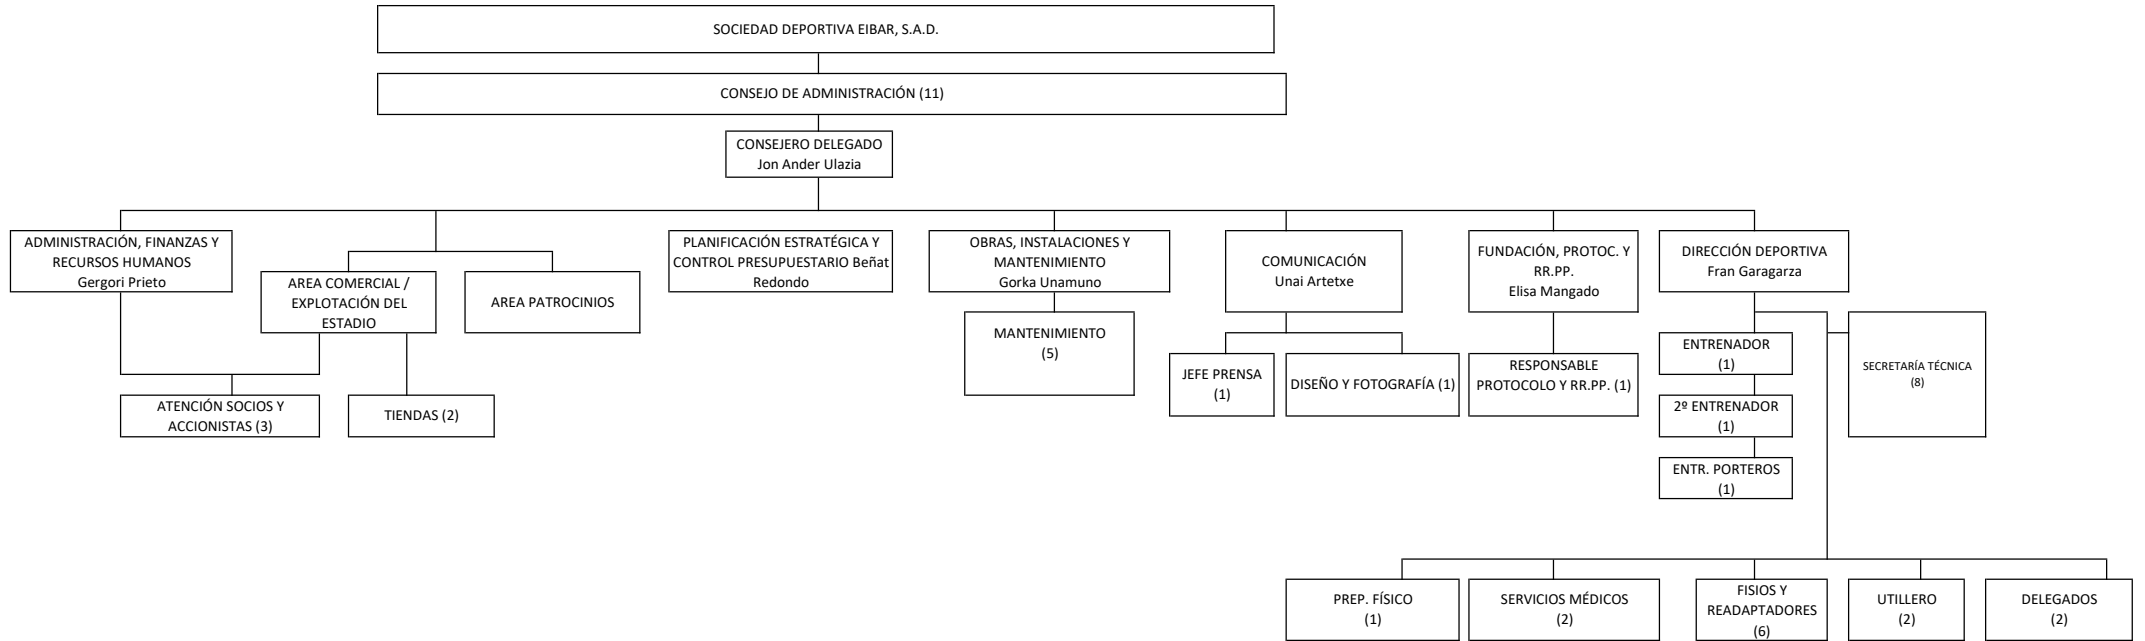 SOCIEDAD DEPORTIVA EIBAR, S.A.D.
CONSEJO DE ADMINISTRACIÓN (11)
CONSEJERO DELEGADO
Jon Ander Ulazia
ADMINISTRACIÓN, FINANZAS Y
RECURSOS HUMANOS
Gergori Prieto
AREA COMERCIAL /
EXPLOTACIÓN DEL
ESTADIO
AREA PATROCINIOS
PLANIFICACIÓN ESTRATÉGICA Y
CONTROL PRESUPUESTARIO Beñat
Redondo
OBRAS, INSTALACIONES Y
MANTENIMIENTO
Gorka Unamuno
COMUNICACIÓN
Unai Artetxe
FUNDACIÓN, PROTOC. Y
RR.PP.
Elisa Mangado
DIRECCIÓN DEPORTIVA
Fran Garagarza
ATENCIÓN SOCIOS Y
ACCIONISTAS (3)
TIENDAS (2)
MANTENIMIENTO
(5)
JEFE PRENSA
(1)
DISEÑO Y FOTOGRAFÍA (1)
RESPONSABLE
PROTOCOLO Y RR.PP. (1)
ENTRENADOR
(1)
SECRETARÍA TÉCNICA
(8)
2º ENTRENADOR
(1)
ENTR. PORTEROS
(1)
PREP. FÍSICO
(1)
SERVICIOS MÉDICOS
(2)
FISIOS Y
READAPTADORES
(6)
UTILLERO
(2)
DELEGADOS
(2)